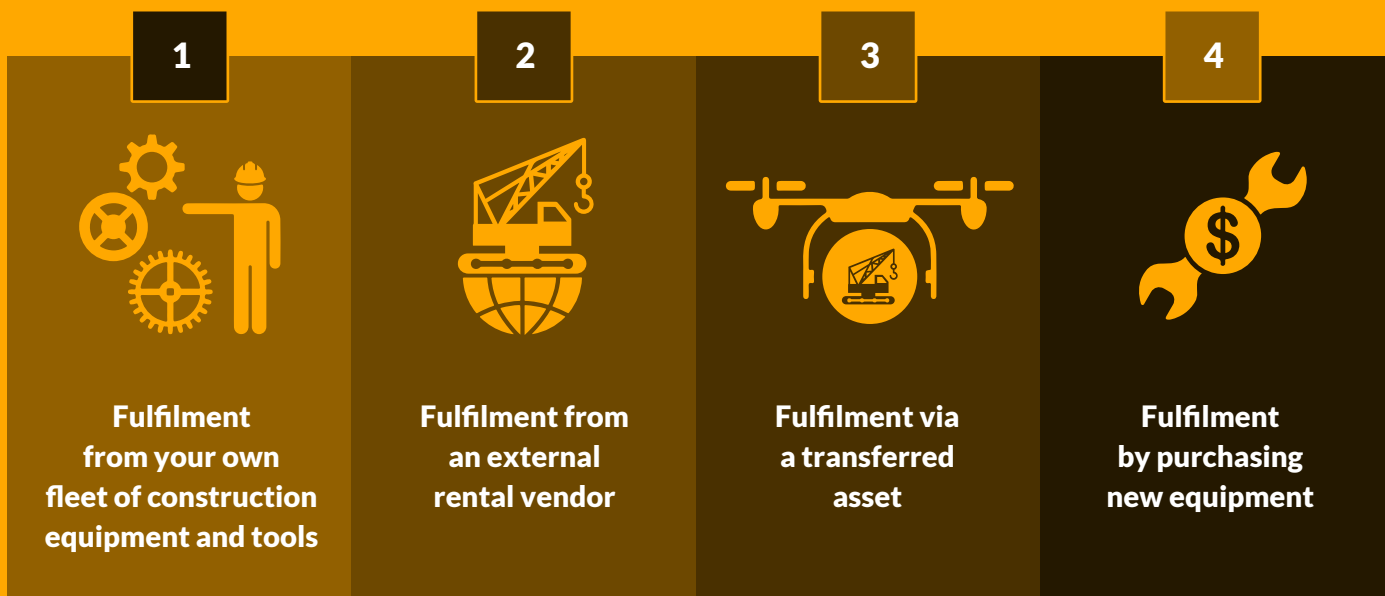 1
Fulfilment
from your own
fleet of construction
equipment and tools
2
Fulfilment from
an external
rental vendor
3
Fulfilment via
a transferred
asset
4
$
Fulfilment
by purchasing
new equipment